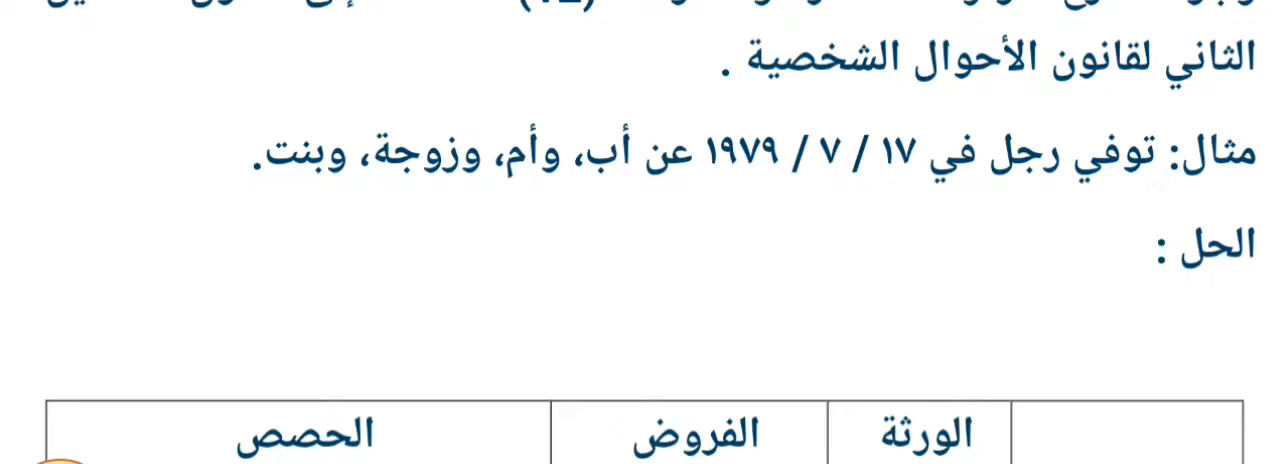 الثاني لقانون الأحوال الشخصية .
مثال: توفي رجل في ١٧ / ٧ / ١٩٧٩ عن أب، وأم، وزوجة، وبنت.
الحل :
الورثة الفروض الحصص